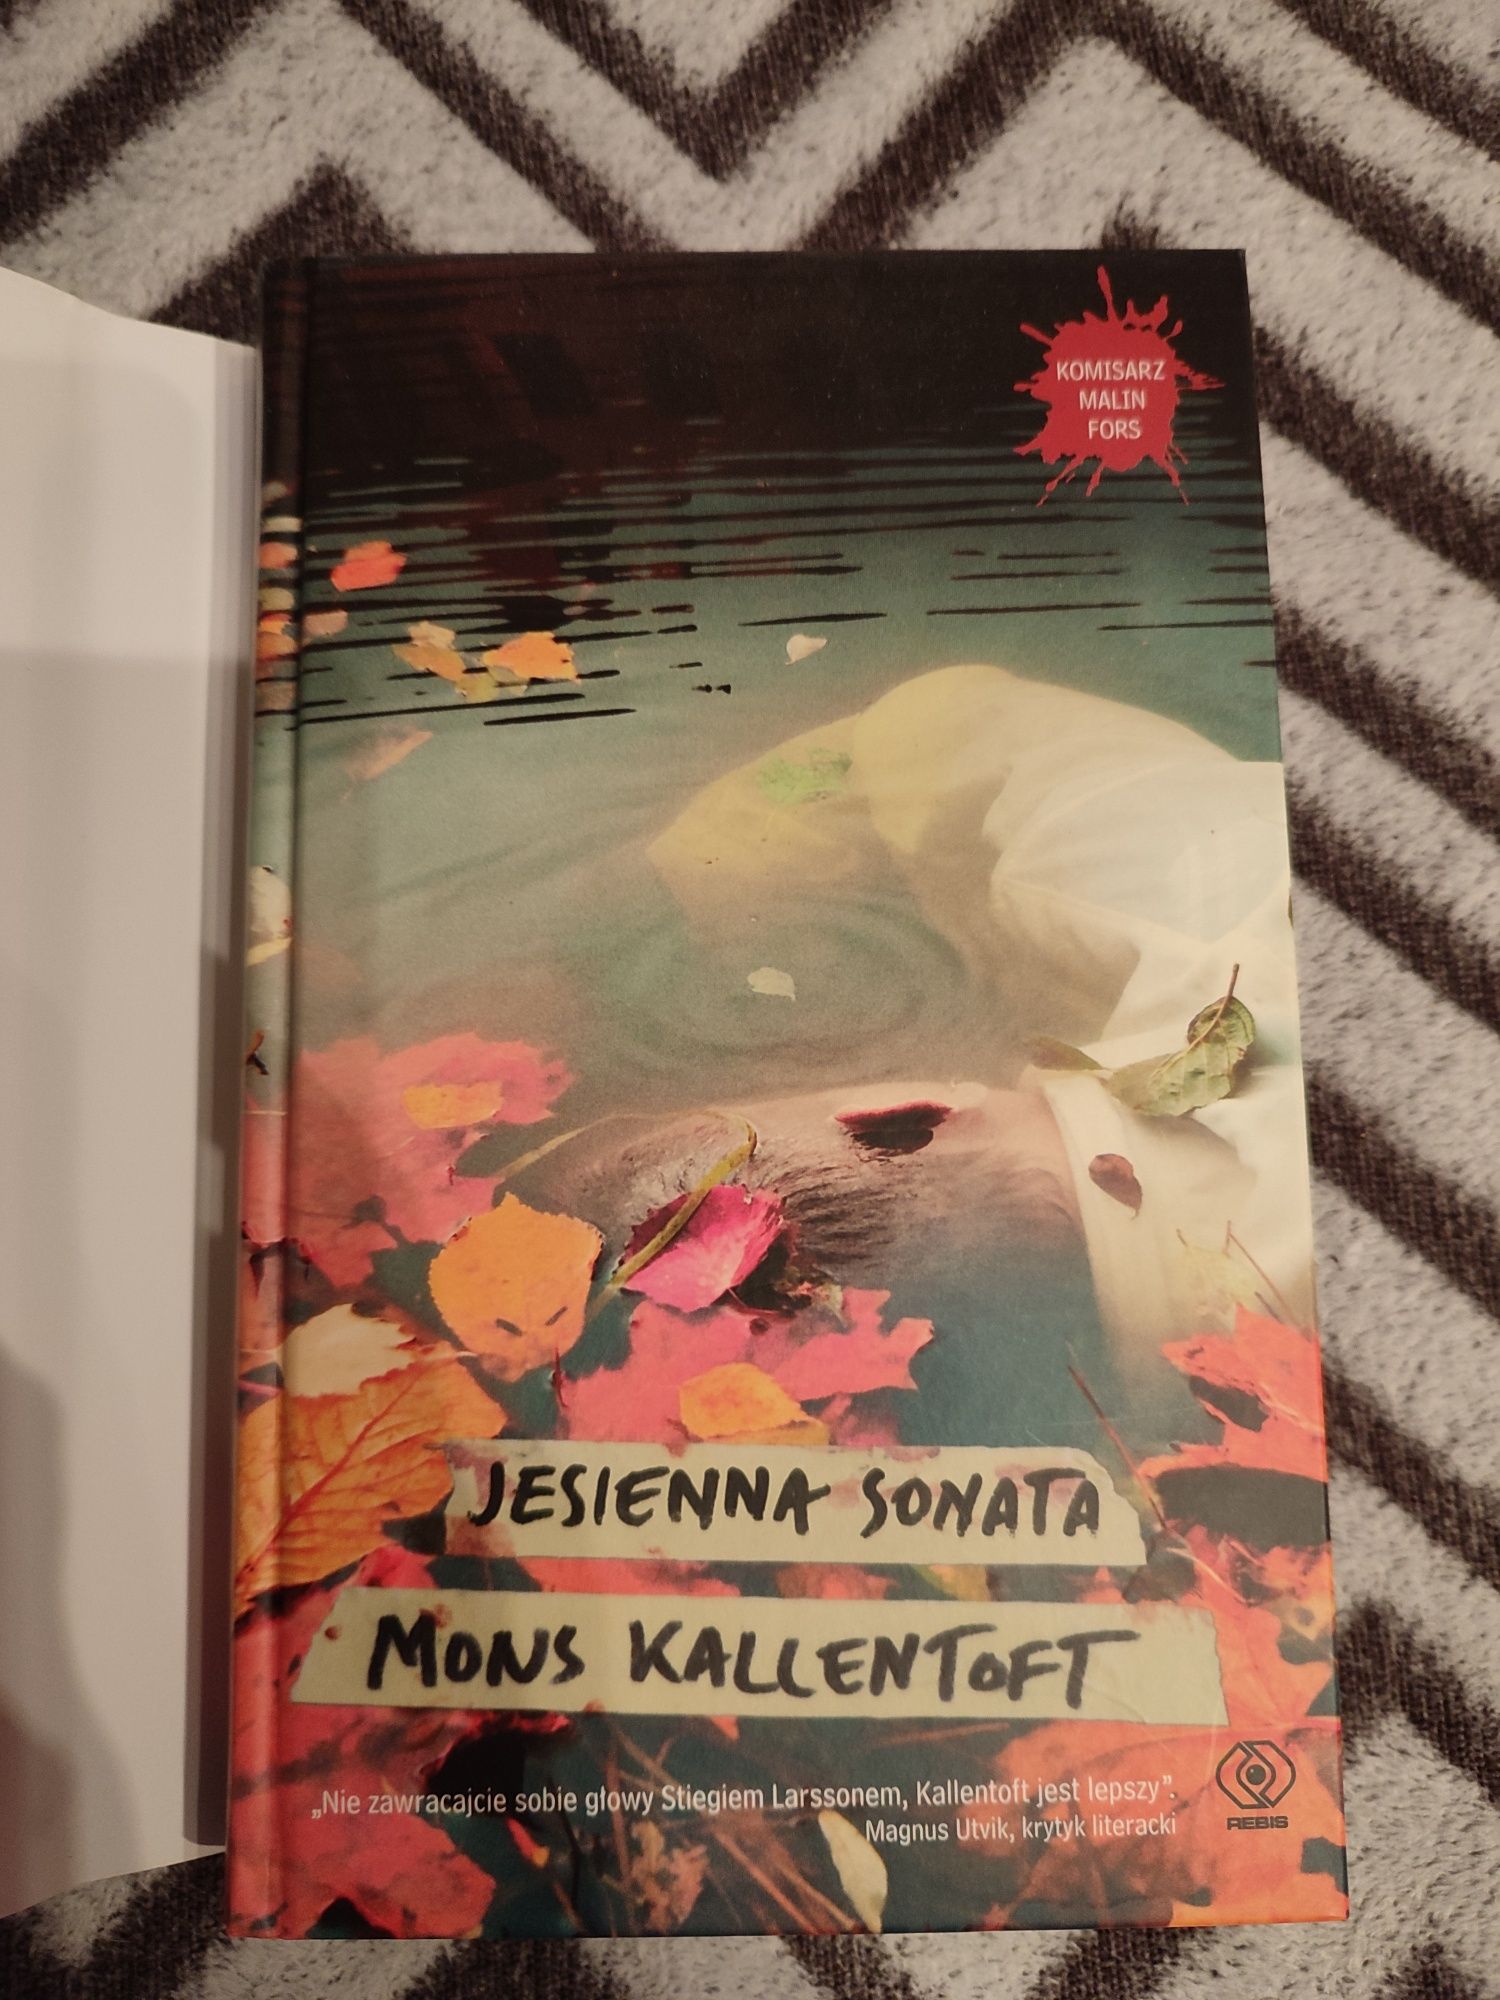 KOMISARZ
MALIN
FORS
JESIENNA SONATA
MONS KALLENTOFT
„Nie zawracajcie sobie głowy Stiegiem Larssonem, Kallentoft jest lepszy”.
Magnus Utvik, krytyk literacki
REBIS